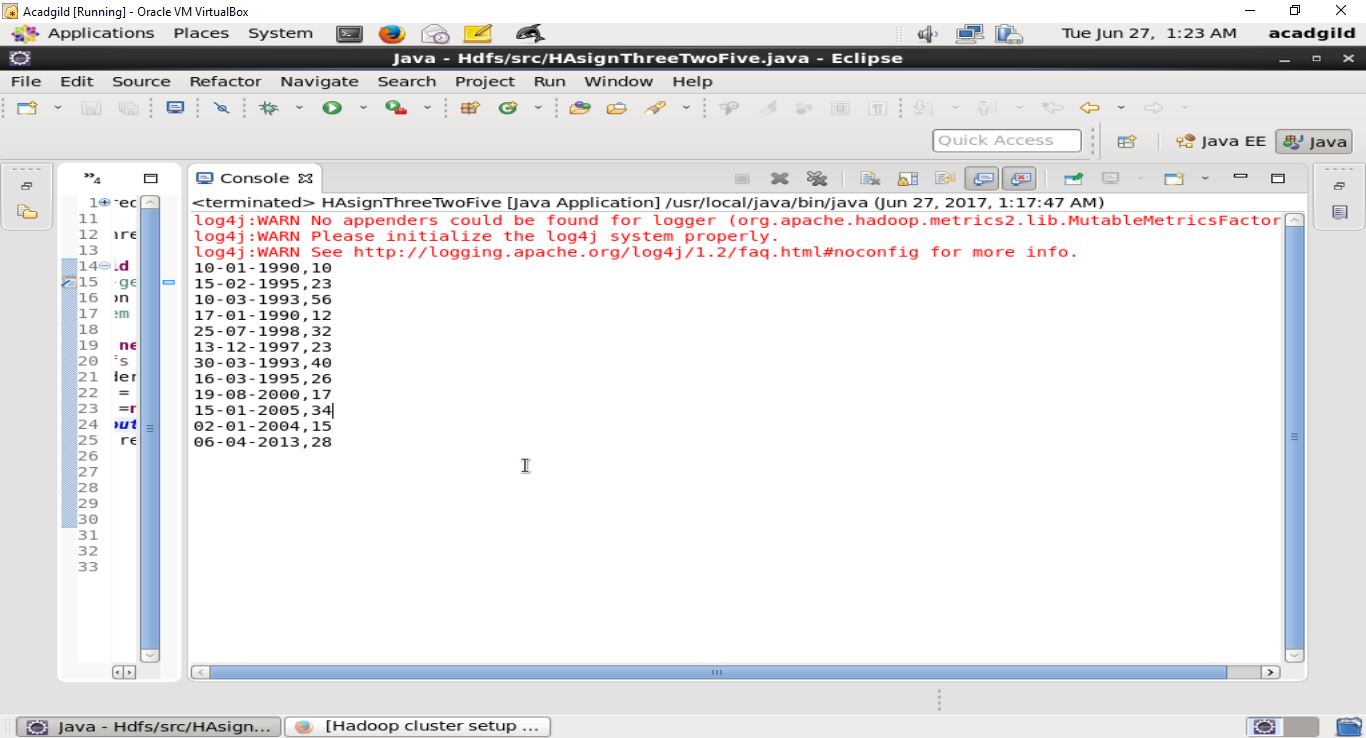 Acadgild [Running] - Oracle VM VirtualBox
Applications Places System Tue Jun 27, 1:23 AM acadgild
Java - Hdfs/src/HAsignThreeTwoFive.java - Eclipse
File Edit Source Refactor Navigate Search Project Run Window Help
Quick Access Java EE Java
»4 Console
<terminated> HAsignThreeTwoFive [Java Application] /usr/local/java/bin/java (Jun 27, 2017, 1:17:47 AM)
1
11 log4j:WARN No appenders could be found for logger (org.apache.hadoop.metrics2.lib.MutableMetricsFactor
12 log4j:WARN Please initialize the log4j system properly.
13 log4j:WARN See http://logging.apache.org/log4j/1.2/faq.html#noconfig for more info.
14 10-01-1990,10
15 15-02-1995,23
16 on 10-03-1993,56
17 17-01-1990,12
18 25-07-1998,32
19 ne 13-12-1997,23
20 30-03-1993,40
21 16-03-1995,26
22 = 19-08-2000,17
23 15-01-2005,34
24 02-01-2004,15
25 re 06-04-2013,28
26
27
28
29
30
31
32
33
Java - Hdfs/src/HAsign... [Hadoop cluster setup ...